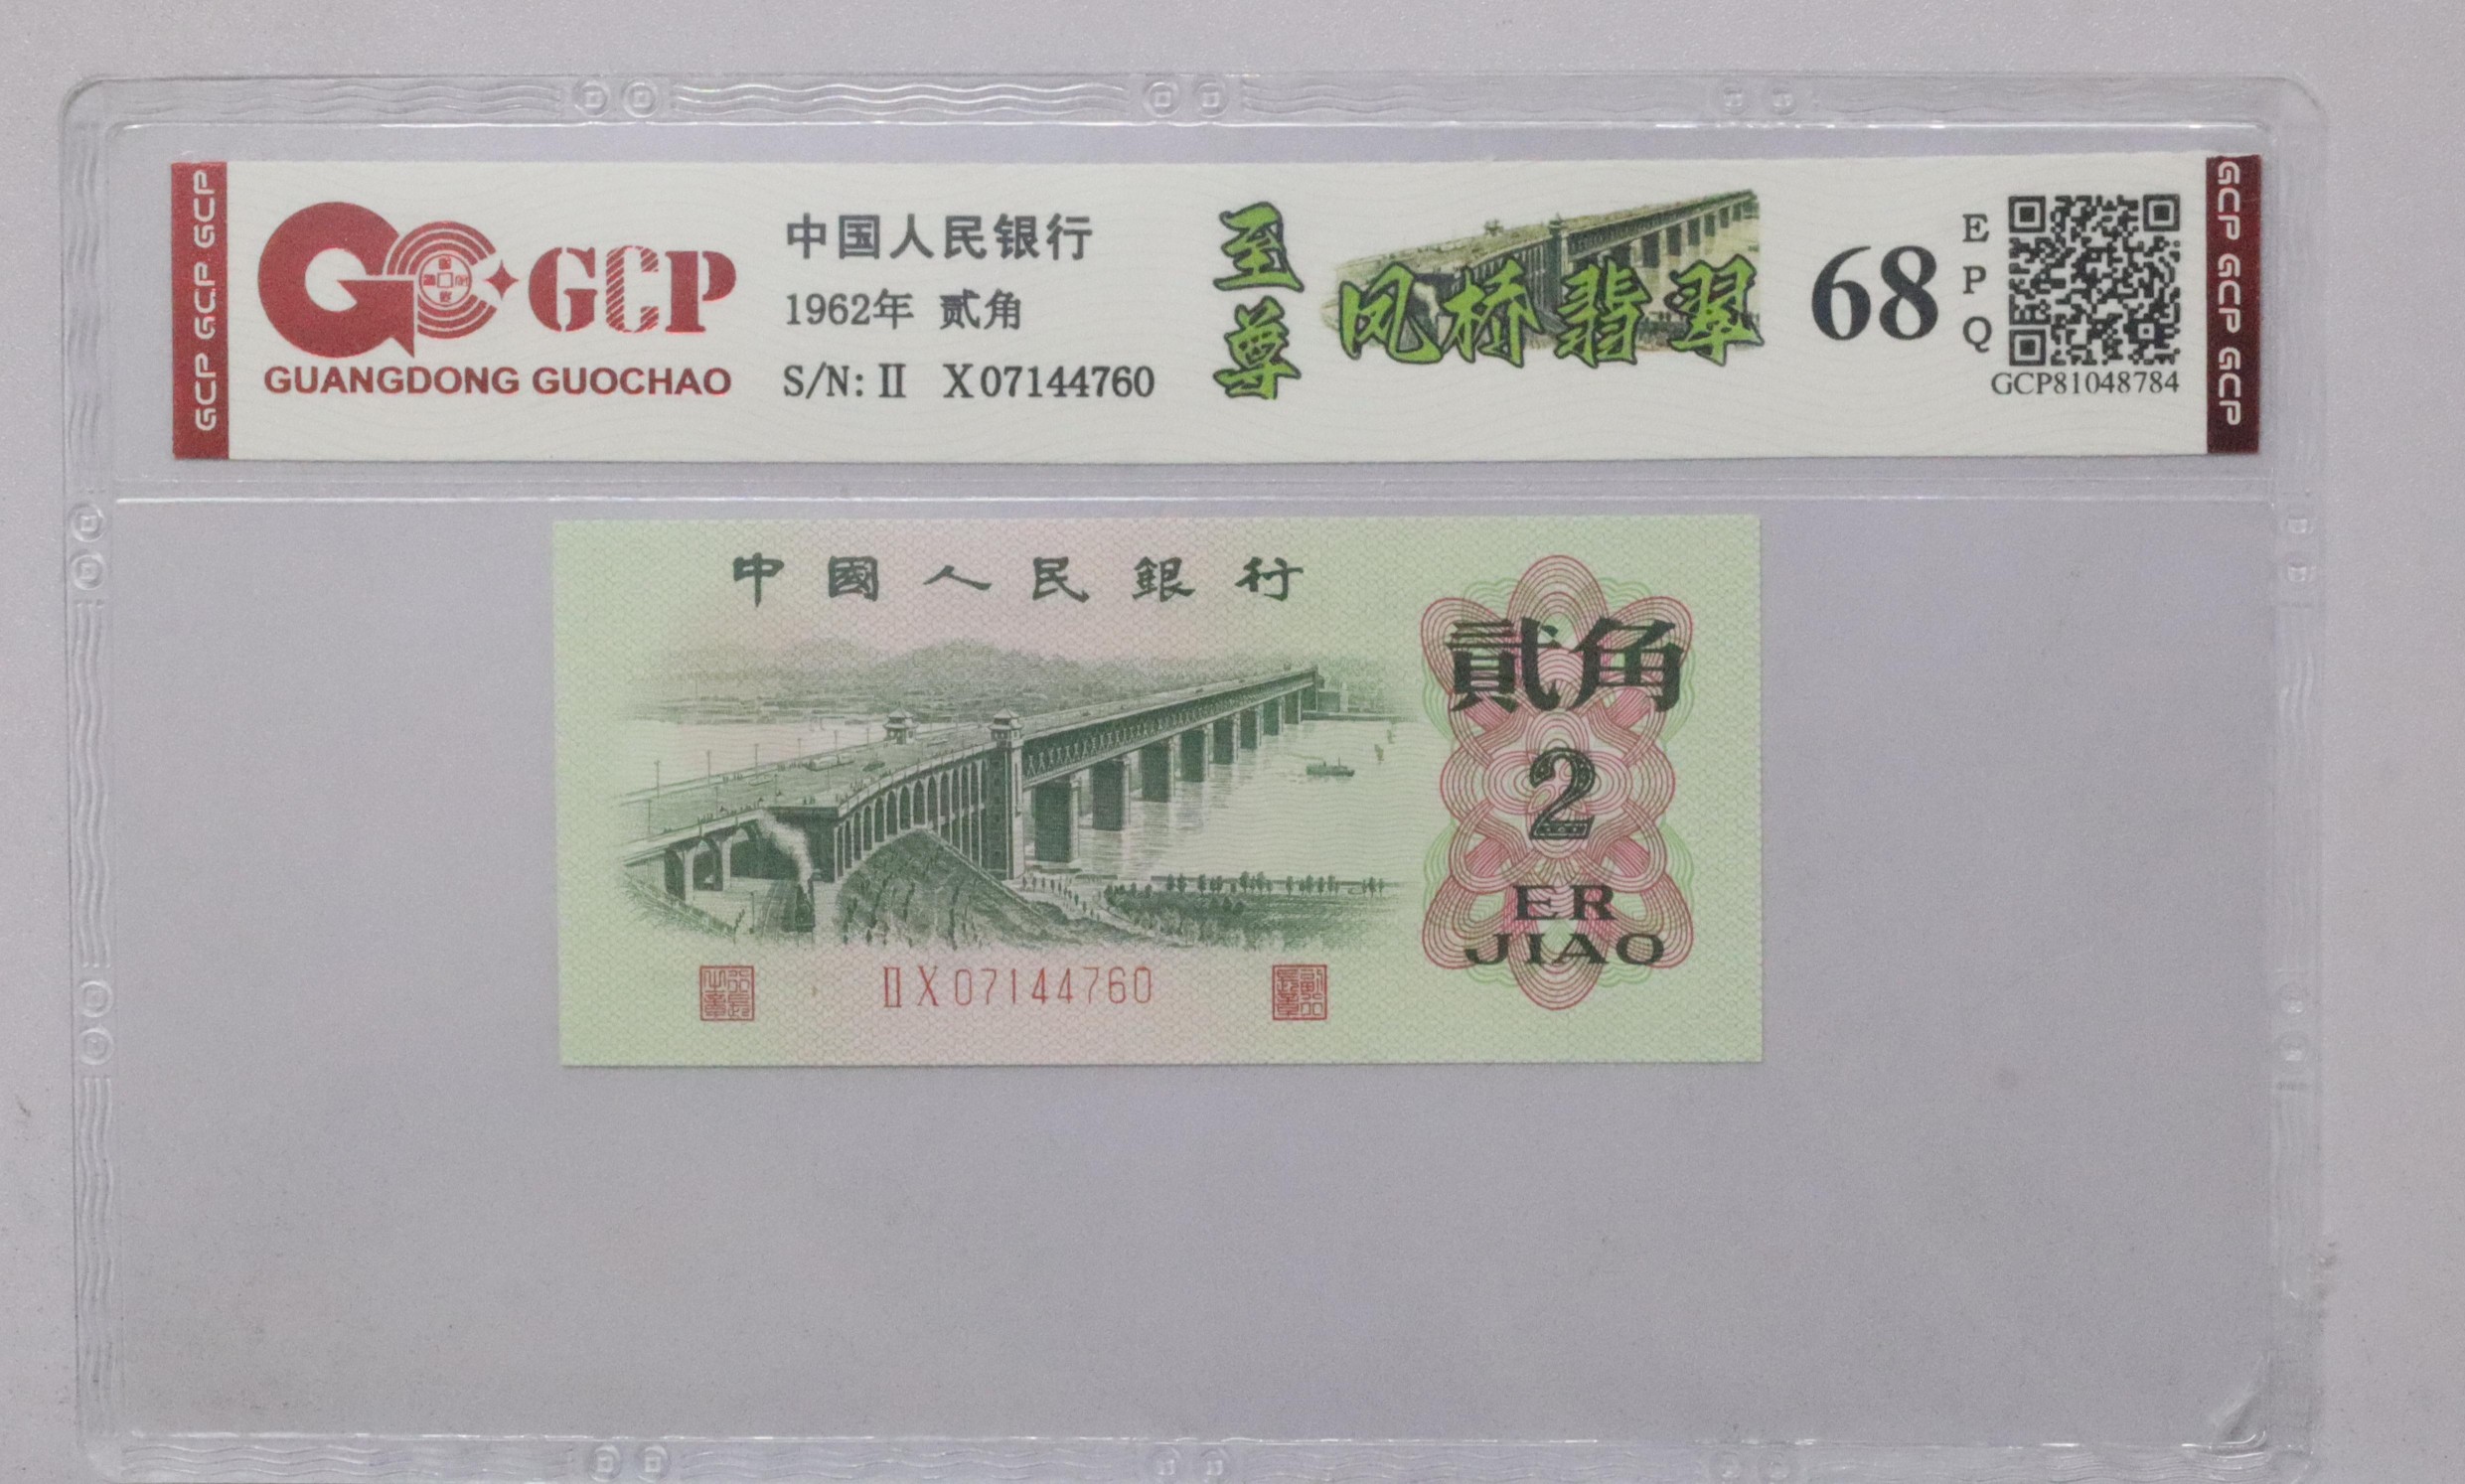 GCP GCP GCP
GCP
GUANGDONG GUOCHAO
中国人民银行
1962年 贰角
S/N: II X07144760
至尊
凤桥翡翠
68
EPQ
GCP81048784
GCP GCP GCP
中國人民銀行
貳角
2
ER
JIAO
II X07144760